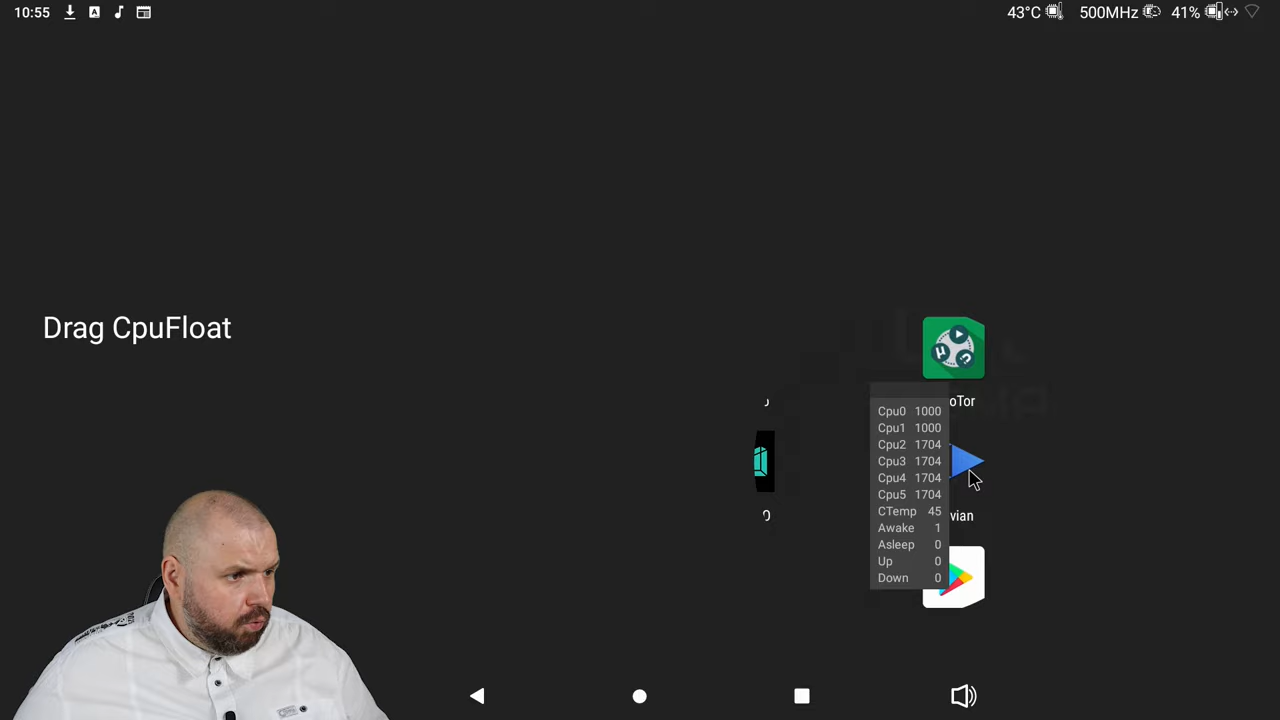 10:55
43°C 500MHz 41%
Drag CpuFloat
oTor
Cpu0 1000
Cpu1 1000
Cpu2 1704
Cpu3 1704
Cpu4 1704
Cpu5 1704
CTemp 45
Awake 1
Asleep 0
Up 0
Down 0
vian